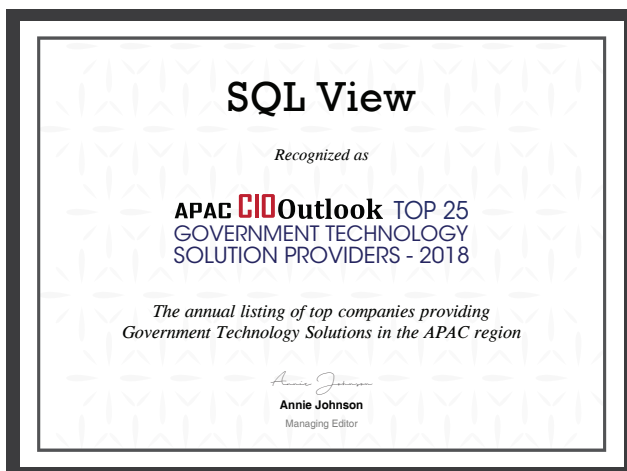 SQL View
Recognized as
APAC CIOOutlook TOP 25
GOVERNMENT TECHNOLOGY
SOLUTION PROVIDERS - 2018
The annual listing of top companies providing
Government Technology Solutions in the APAC region
Annie Johnson
Annie Johnson
Managing Editor